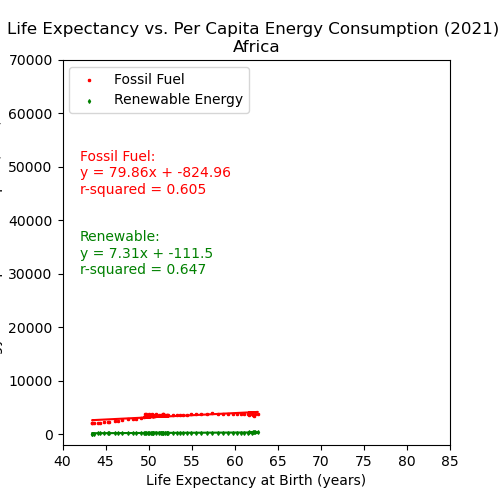 Life Expectancy vs. Per Capita Energy Consumption (2021)
Africa
70000
60000
50000
40000
30000
20000
10000
0
Fossil Fuel
Renewable Energy
Fossil Fuel:
y = 79.86x + -824.96
r-squared = 0.605
Renewable:
y = 7.31x + -111.5
r-squared = 0.647
40 45 50 55 60 65 70 75 80 85
Life Expectancy at Birth (years)